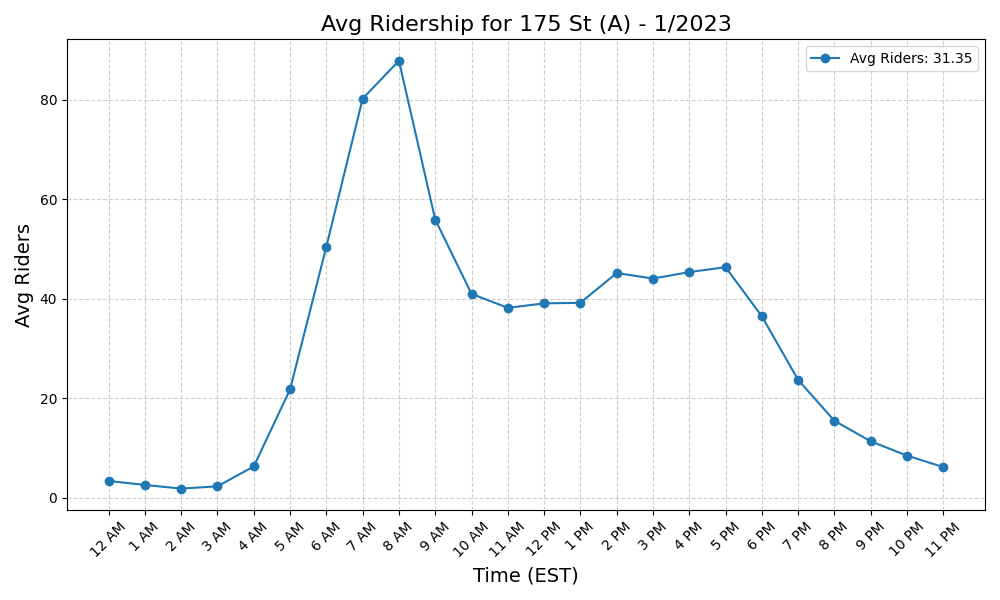 Avg Ridership for 175 St (A) - 1/2023
Avg Riders: 31.35
Avg Riders
80
60
40
20
0
12 AM
1 AM
2 AM
3 AM
4 AM
5 AM
6 AM
7 AM
8 AM
9 AM
10 AM
11 AM
12 PM
1 PM
2 PM
3 PM
4 PM
5 PM
6 PM
7 PM
8 PM
9 PM
10 PM
11 PM
Time (EST)